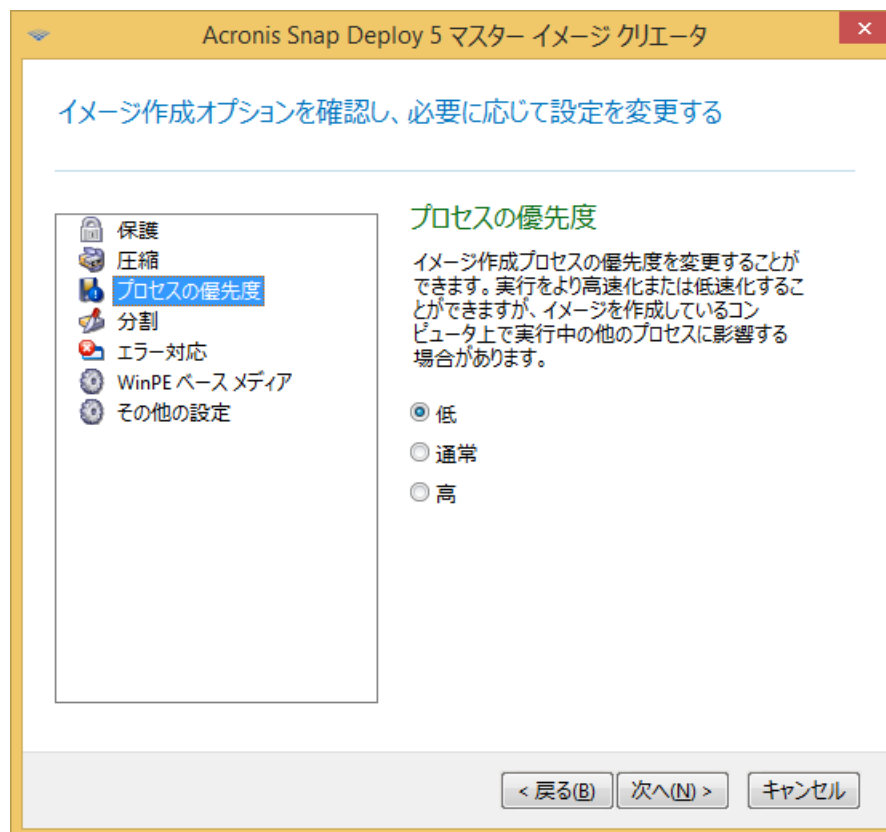 Acronis Snap Deploy 5 マスター イメージ クリエータ
イメージ作成オプションを確認し、必要に応じて設定を変更する
保護
圧縮
プロセスの優先度
分割
エラー対応
WinPE ベース メディア
その他の設定
プロセスの優先度
イメージ作成プロセスの優先度を変更することが
できます。実行をより高速化または低速化するこ
とができますが、イメージを作成しているコン
ピュータ上で実行中の他のプロセスに影響する
場合があります。
低
通常
高
< 戻る(B)
次へ(N) >
キャンセル